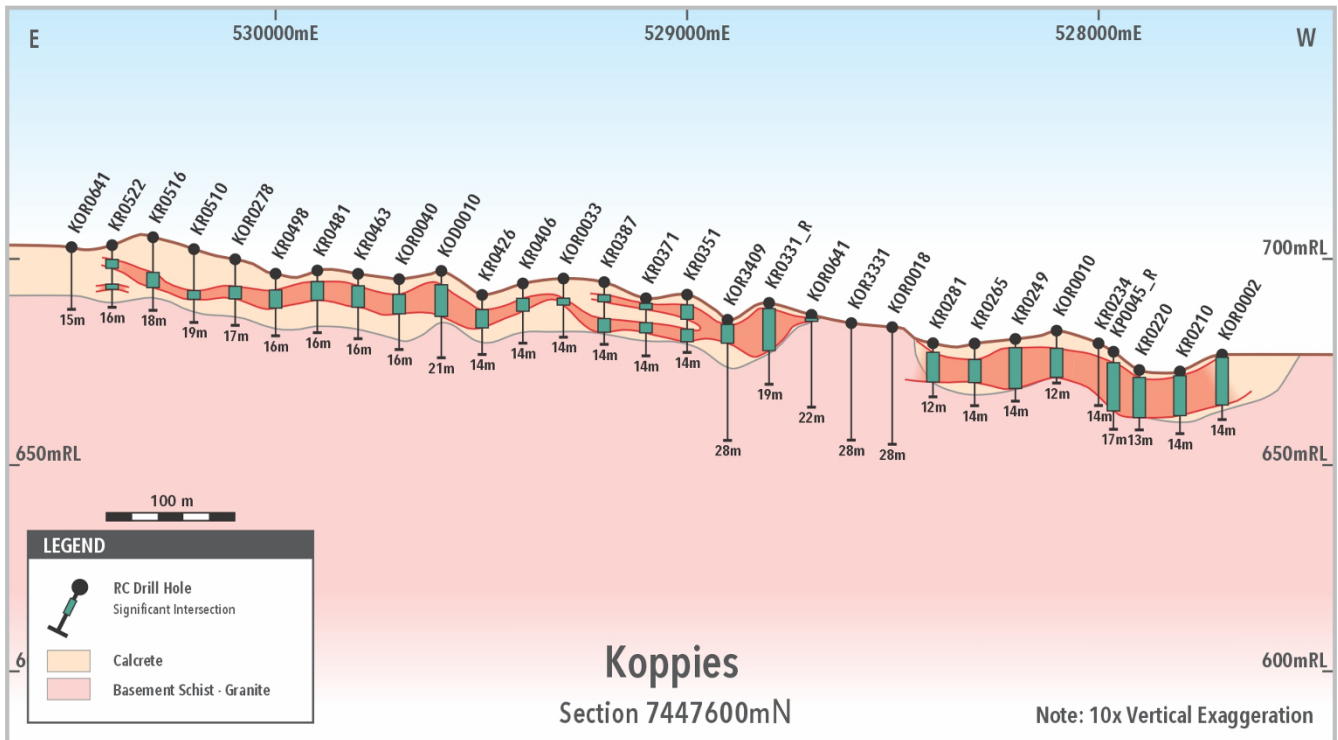 E
530000mE
529000mE
528000mE
W
KOR0641
KR0522
KR0516
KR0510
KOR0278
KR0498
KR0481
KR0463
KOR0040
KOD0010
KR0426
KR0406
KOR0033
KR0387
KR0371
KR0351
KOR3409
KR0331_R
KOR0641
KOR3331
KOR0018
KR0281
KR0265
KR0249
KOR0010
KR0234
KP0045_R
KR0220
KR0210
KOR0002
700mRL
15m
16m
18m
19m
17m
16m
16m
16m
16m
21m
14m
14m
14m
14m
14m
14m
28m
19m
22m
28m
28m
12m
14m
14m
12m
14m
17m
13m
14m
14m
650mRL
650mRL
100 m
LEGEND
RC Drill Hole
Significant Intersection
Calcrete
Basement Schist - Granite
6
600mRL
Koppies
Section 7447600mN
Note: 10x Vertical Exaggeration